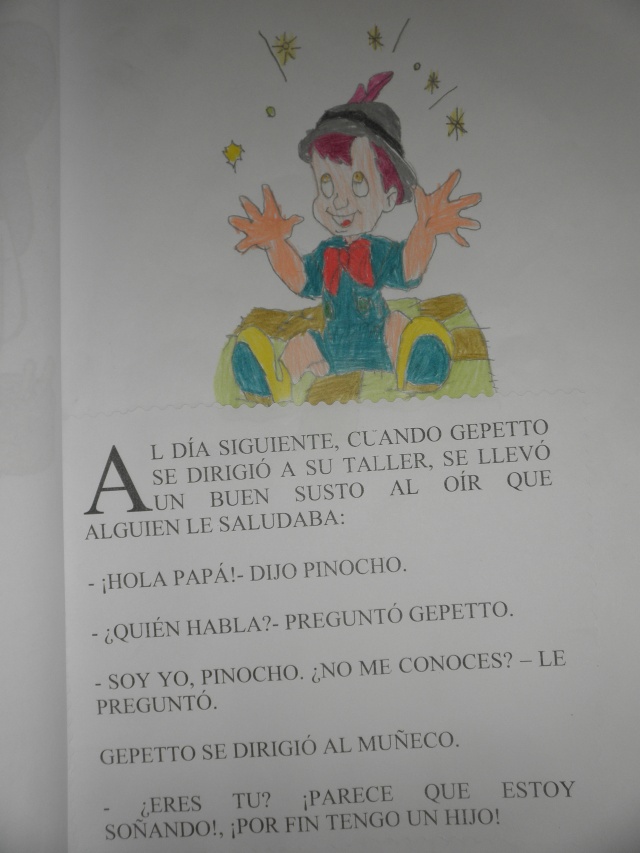 AL DÍA SIGUIENTE, CUANDO GEPETTO
SE DIRIGIÓ A SU TALLER, SE LLEVÓ
UN BUEN SUSTO AL OÍR QUE
ALGUIEN LE SALUDABA:
- ¡HOLA PAPÁ!- DIJO PINOCHO.
- ¿QUIÉN HABLA?- PREGUNTÓ GEPETTO.
- SOY YO, PINOCHO. ¿NO ME CONOCES? – LE
PREGUNTÓ.
GEPETTO SE DIRIGIÓ AL MUÑECO.
- ¿ERES TU? ¡PARECE QUE ESTOY
SOÑANDO!, ¡POR FIN TENGO UN HIJO!